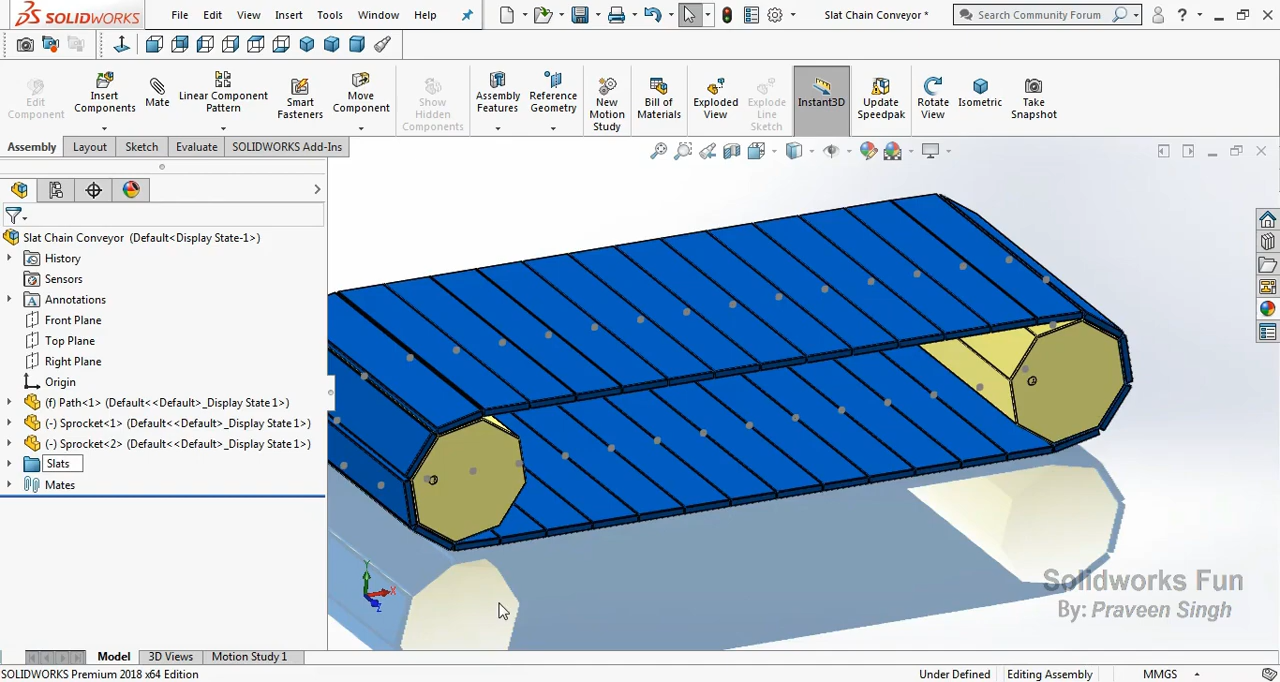 SOLIDWORKS File Edit View Insert Tools Window Help Slat Chain Conveyor * Search Community Forum ?
Edit Component
Insert Components
Mate
Linear Component Pattern
Smart Fasteners
Move Component
Show Hidden Components
Assembly Features
Reference Geometry
New Motion Study
Bill of Materials
Exploded View
Explode Line Sketch
Instant3D
Update Speedpak
Rotate View
Isometric
Take Snapshot
Assembly Layout Sketch Evaluate SOLIDWORKS Add-Ins
Slat Chain Conveyor (Default<Display State-1>)
History
Sensors
Annotations
Front Plane
Top Plane
Right Plane
Origin
(f) Path<1> (Default<<Default>_Display State 1>)
(-) Sprocket<1> (Default<<Default>_Display State 1>)
(-) Sprocket<2> (Default<<Default>_Display State 1>)
Slats
Mates
Y
X
Z
Solidworks Fun
By: Praveen Singh
Model 3D Views Motion Study 1
SOLIDWORKS Premium 2018 x64 Edition Under Defined Editing Assembly MMGS